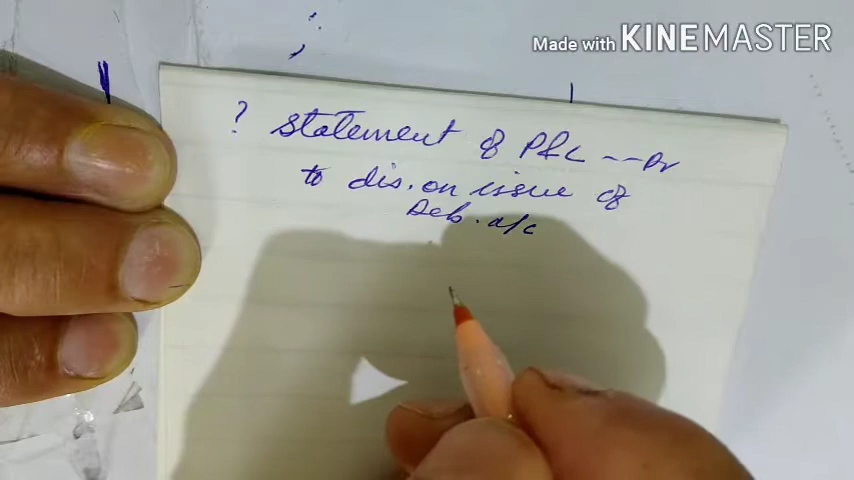 Made with KINEMASTER
? Statement of P&L --- Dr
to dis. on issue of
Deb. a/c